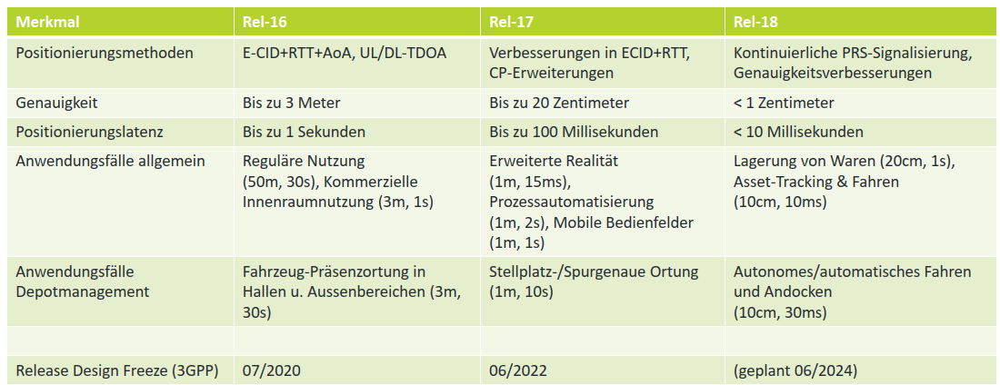 Merkmal Rel-16 Rel-17 Rel-18
Positionierungsmethoden E-CID+RTT+AoA, UL/DL-TDOA Verbesserungen in ECID+RTT, Kontinuierliche PRS-Signalisierung,
CP-Erweiterungen Genauigkeitsverbesserungen
Genauigkeit Bis zu 3 Meter Bis zu 20 Zentimeter < 1 Zentimeter
Positionierungslatenz Bis zu 1 Sekunden Bis zu 100 Millisekunden < 10 Millisekunden
Anwendungsfälle allgemein Reguläre Nutzung Erweiterte Realität Lagerung von Waren (20cm, 1s),
(50m, 30s), Kommerzielle (1m, 15ms), Asset-Tracking & Fahren
Innenraumnutzung (3m, 1s) Prozessautomatisierung (10cm, 10ms)
(1m, 2s), Mobile Bedienfelder
(1m, 1s)
Anwendungsfälle Fahrzeug-Präsenzortung in Stellplatz-/Spurgenaue Ortung Autonomes/automatisches Fahren
Depotmanagement Hallen u. Aussenbereichen (3m, (1m, 10s) und Andocken
30s) (10cm, 30ms)
Release Design Freeze (3GPP) 07/2020 06/2022 (geplant 06/2024)